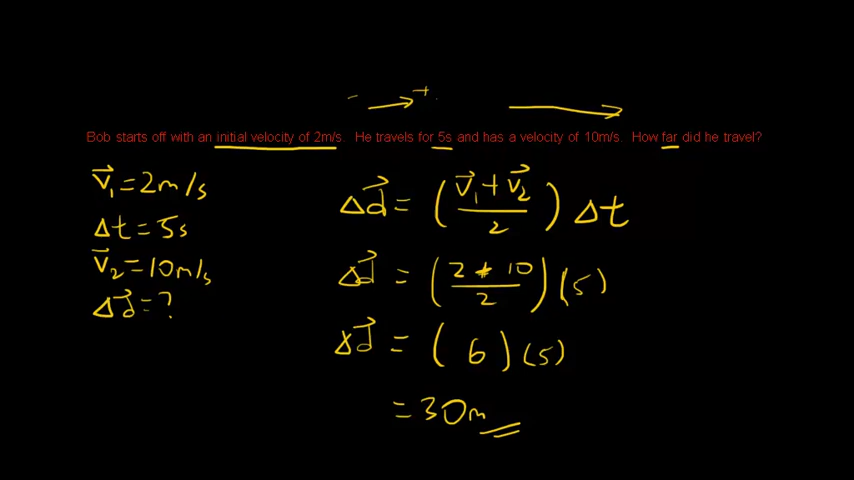 - → +
Bob starts off with an initial velocity of 2m/s. He travels for 5s and has a velocity of 10m/s. How far did he travel?
v⃗₁ = 2m/s
Δt = 5s
v⃗₂ = 10m/s
Δd⃗ = ?
Δd⃗ = ( (v⃗₁ + v⃗₂) / 2 ) Δt
Δd⃗ = ( (2 + 10) / 2 ) (5)
Δd⃗ = ( 6 ) (5)
= 30m